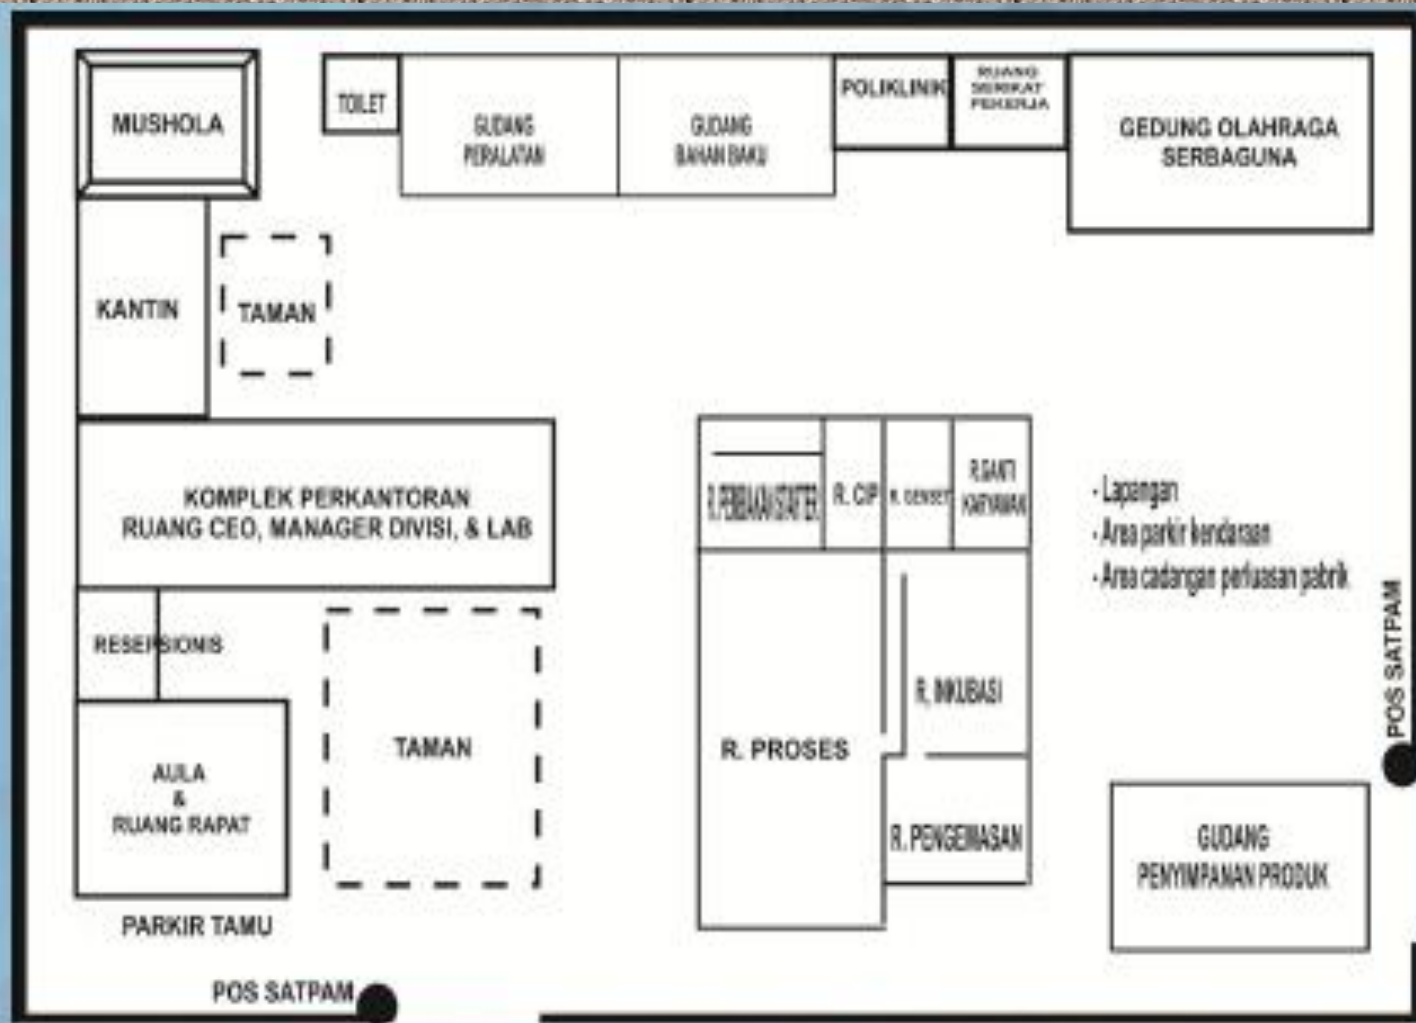 MUSHOLA
TOILET
GUDANG
PERALATAN
GUDANG
BAHAN BAKU
POLIKLINIK
RUANG
SERIKAT
PEKERJA
GEDUNG OLAHRAGA
SERBAGUNA
KANTIN
TAMAN
KOMPLEK PERKANTORAN
RUANG CEO, MANAGER DIVISI, & LAB
R. PEMBIAKAN STARTER
R. CIP
R. GENSET
R.GANTI
KARYAWAN
- Lapangan
- Area parkir kendaraan
- Area cadangan perluasan pabrik
RESEPSIONIS
TAMAN
R. PROSES
R, INKUBASI
POS SATPAM
AULA
&
RUANG RAPAT
R. PENGEMASAN
GUDANG
PENYIMPANAN PRODUK
PARKIR TAMU
POS SATPAM